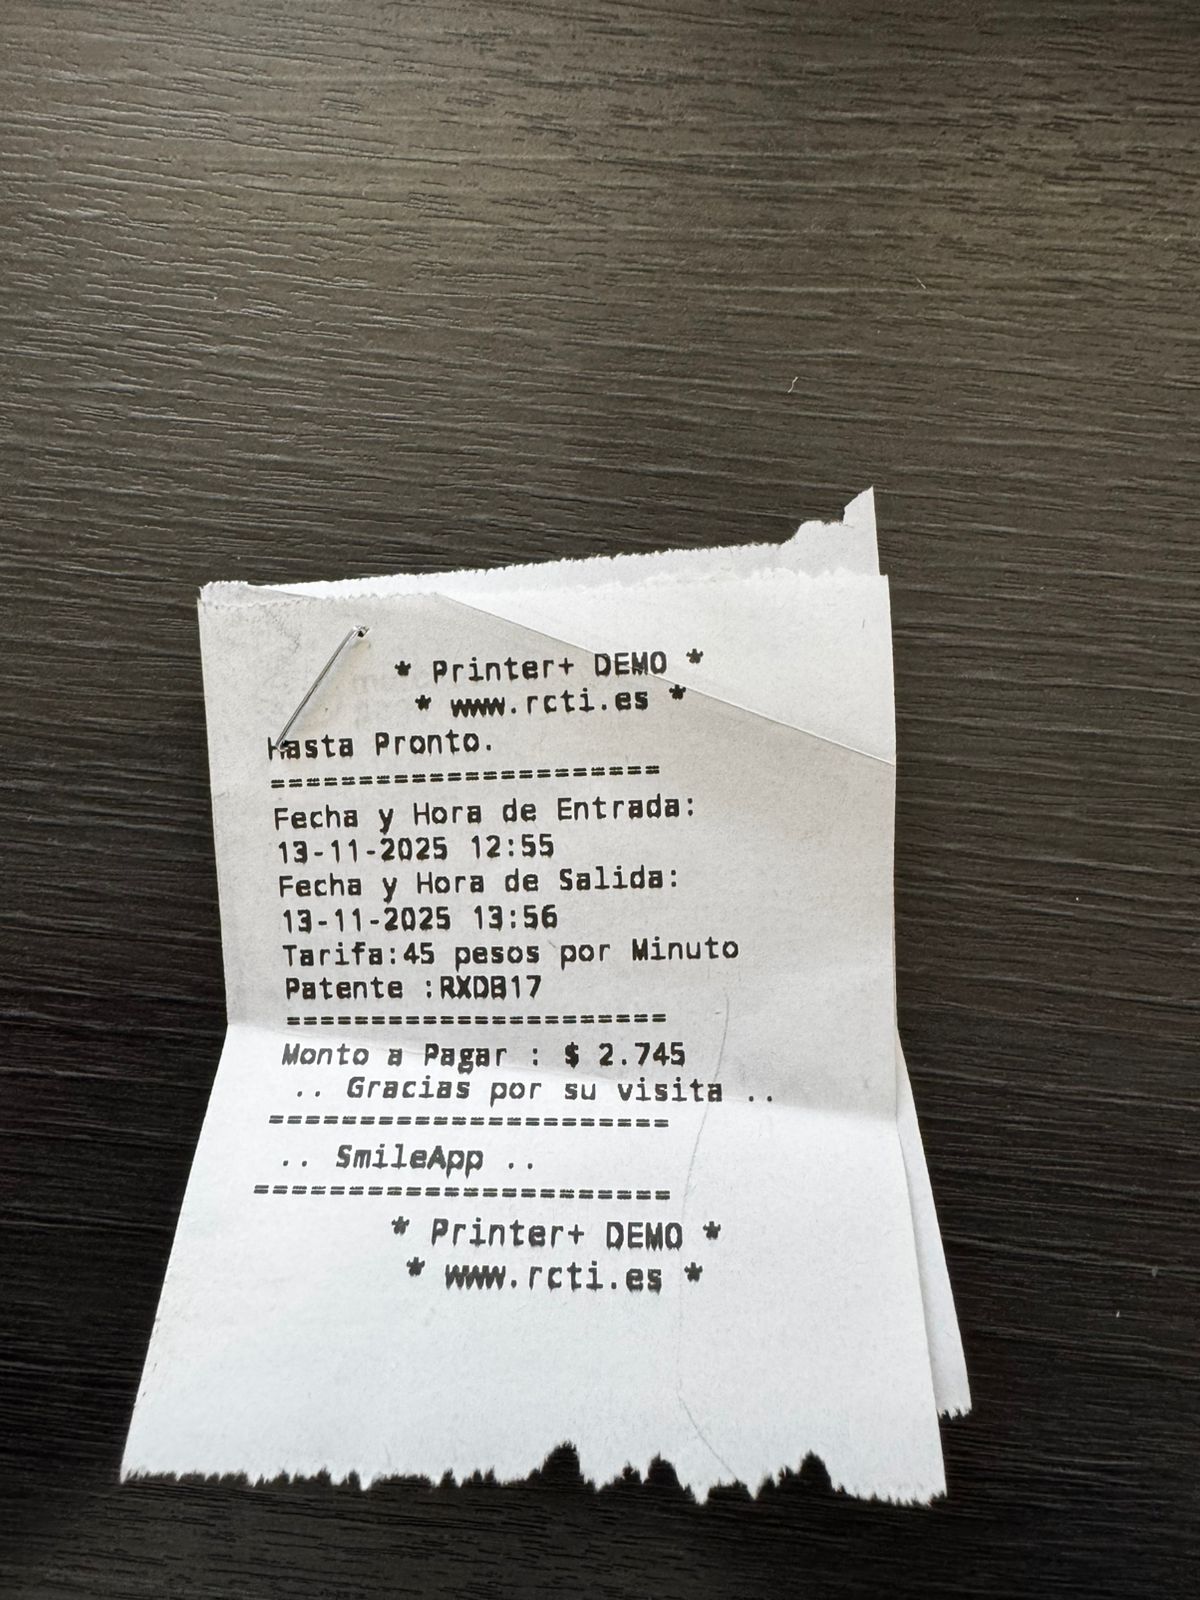 * Printer+ DEMO *
* www.rcti.es *
Hasta Pronto.
======================
Fecha y Hora de Entrada:
13-11-2025 12:55
Fecha y Hora de Salida:
13-11-2025 13:56
Tarifa:45 pesos por Minuto
Patente :RXDB17
======================
Monto a Pagar : $ 2.745
.. Gracias por su visita ..
======================
.. SmileApp ..
======================
* Printer+ DEMO *
* www.rcti.es *